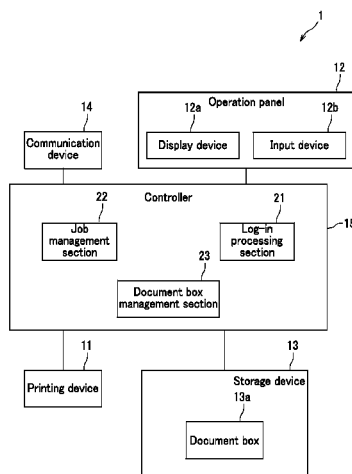 1
12
Operation panel
12a
12b
Display device
Input device
14
Communication
device
Controller
15
22
21
Job
management
section
Log-in
processing
section
23
Document box
management section
11
Printing device
13
Storage device
13a
Document box